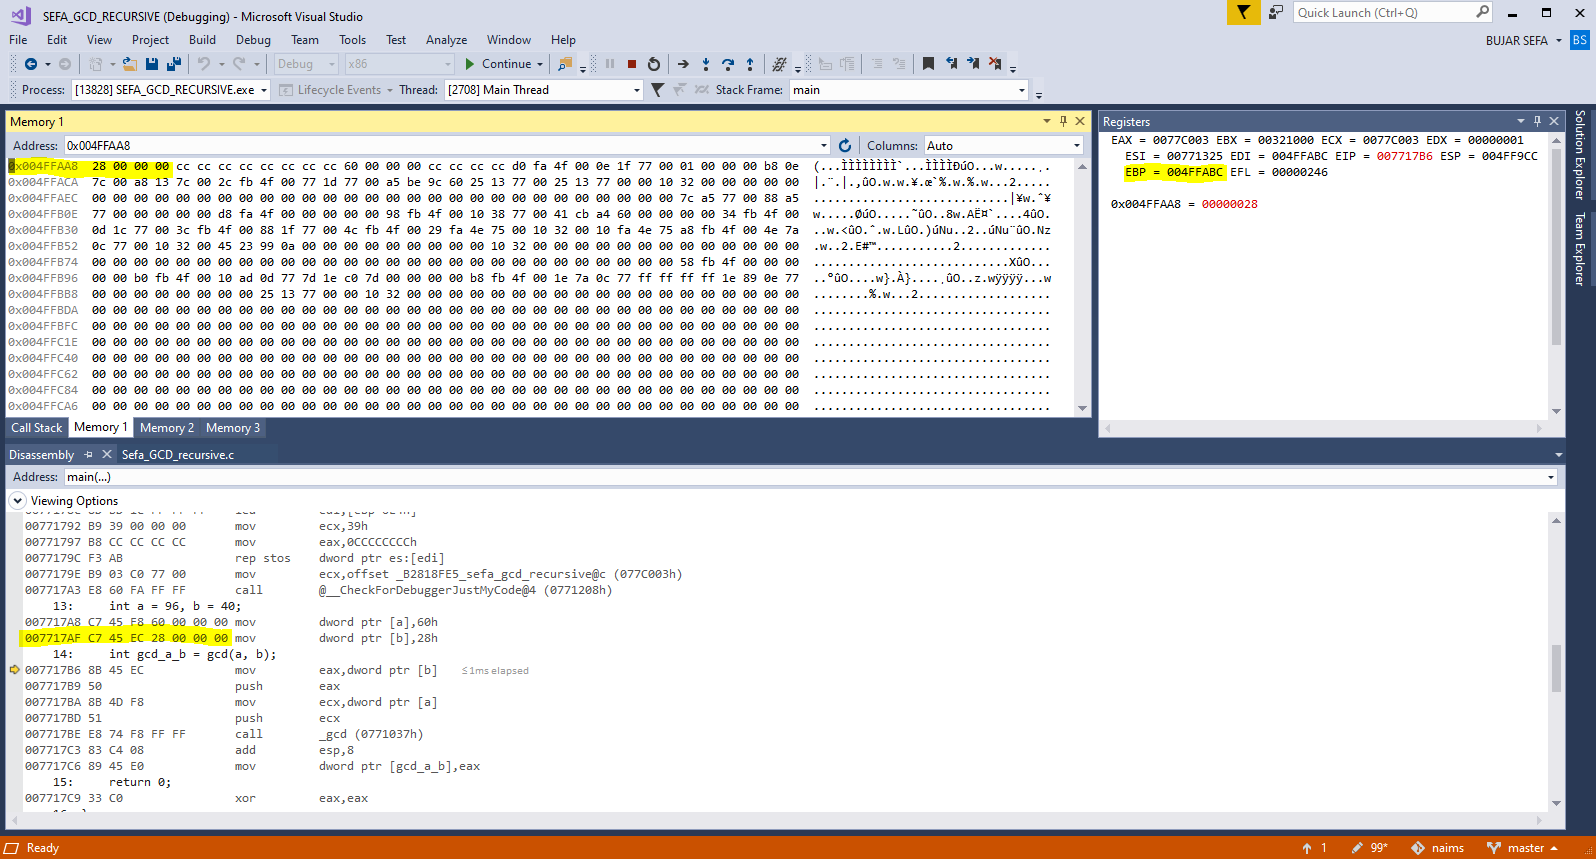 SEFA_GCD_RECURSIVE (Debugging) - Microsoft Visual Studio
Quick Launch (Ctrl+Q)
File Edit View Project Build Debug Team Tools Test Analyze Window Help
BUJAR SEFA BS
Debug x86 Continue
Process: [13828] SEFA_GCD_RECURSIVE.exe Lifecycle Events Thread: [2708] Main Thread Stack Frame: main
Memory 1
Address: 0x004FFAA8 Columns: Auto
0x004FFAA8 28 00 00 00 cc cc cc cc cc cc cc cc 60 00 00 00 cc cc cc cc d0 fa 4f 00 0e 1f 77 00 01 00 00 00 b8 0e
0x004FFACA 7c 00 a8 13 7c 00 2c fb 4f 00 77 1d 77 00 a5 be 9c 60 25 13 77 00 25 13 77 00 00 10 32 00 00 00 00 00
0x004FFAEC 00 00 00 00 00 00 00 00 00 00 00 00 00 00 00 00 00 00 00 00 00 00 00 00 00 00 00 00 7c a5 77 00 88 a5
0x004FFB0E 77 00 00 00 00 00 d8 fa 4f 00 00 00 00 00 98 fb 4f 00 10 38 77 00 41 cb a4 60 00 00 00 00 34 fb 4f 00
0x004FFB30 0d 1c 77 00 3c fb 4f 00 88 1f 77 00 4c fb 4f 00 29 fa 4e 75 00 10 32 00 10 fa 4e 75 a8 fb 4f 00 4e 7a
0x004FFB52 0c 77 00 10 32 00 45 23 99 0a 00 00 00 00 00 00 00 00 00 00 10 32 00 00 00 00 00 00 00 00 00 00 00 00
0x004FFB74 00 00 00 00 00 00 00 00 00 00 00 00 00 00 00 00 00 00 00 00 00 00 00 00 00 00 00 00 58 fb 4f 00 00 00
0x004FFB96 00 00 b0 fb 4f 00 10 ad 0d 77 7d 1e c0 7d 00 00 00 00 b8 fb 4f 00 1e 7a 0c 77 ff ff ff ff 1e 89 0e 77
0x004FFBB8 00 00 00 00 00 00 00 00 25 13 77 00 00 10 32 00 00 00 00 00 00 00 00 00 00 00 00 00 00 00 00 00 00 00
0x004FFBDA 00 00 00 00 00 00 00 00 00 00 00 00 00 00 00 00 00 00 00 00 00 00 00 00 00 00 00 00 00 00 00 00 00 00
0x004FFBFC 00 00 00 00 00 00 00 00 00 00 00 00 00 00 00 00 00 00 00 00 00 00 00 00 00 00 00 00 00 00 00 00 00 00
0x004FFC1E 00 00 00 00 00 00 00 00 00 00 00 00 00 00 00 00 00 00 00 00 00 00 00 00 00 00 00 00 00 00 00 00 00 00
0x004FFC40 00 00 00 00 00 00 00 00 00 00 00 00 00 00 00 00 00 00 00 00 00 00 00 00 00 00 00 00 00 00 00 00 00 00
0x004FFC62 00 00 00 00 00 00 00 00 00 00 00 00 00 00 00 00 00 00 00 00 00 00 00 00 00 00 00 00 00 00 00 00 00 00
0x004FFC84 00 00 00 00 00 00 00 00 00 00 00 00 00 00 00 00 00 00 00 00 00 00 00 00 00 00 00 00 00 00 00 00 00 00
0x004FFCA6 00 00 00 00 00 00 00 00 00 00 00 00 00 00 00 00 00 00 00 00 00 00 00 00 00 00 00 00 00 00 00 00 00 00
Call Stack Memory 1 Memory 2 Memory 3
Registers
EAX = 0077C003 EBX = 00321000 ECX = 0077C003 EDX = 00000001
ESI = 00771325 EDI = 004FFABC EIP = 007717B6 ESP = 004FF9CC
EBP = 004FFABC EFL = 00000246
0x004FFAA8 = 00000028
Solution Explorer
Team Explorer
Disassembly Sefa_GCD_recursive.c
Address: main(...)
Viewing Options
00771792 B9 39 00 00 00 mov ecx,39h
00771797 B8 CC CC CC CC mov eax,0CCCCCCCCh
0077179C F3 AB rep stos dword ptr es:[edi]
0077179E B9 03 C0 77 00 mov ecx,offset _B2818FE5_sefa_gcd_recursive@c (077C003h)
007717A3 E8 60 FA FF FF call @__CheckForDebuggerJustMyCode@4 (0771208h)
13: int a = 96, b = 40;
007717A8 C7 45 F8 60 00 00 00 mov dword ptr [a],60h
007717AF C7 45 EC 28 00 00 00 mov dword ptr [b],28h
14: int gcd_a_b = gcd(a, b);
007717B6 8B 45 EC mov eax,dword ptr [b] ≤1ms elapsed
007717B9 50 push eax
007717BA 8B 4D F8 mov ecx,dword ptr [a]
007717BD 51 push ecx
007717BE E8 74 F8 FF FF call _gcd (0771037h)
007717C3 83 C4 08 add esp,8
007717C6 89 45 E0 mov dword ptr [gcd_a_b],eax
15: return 0;
007717C9 33 C0 xor eax,eax
Ready 1 99* naims master